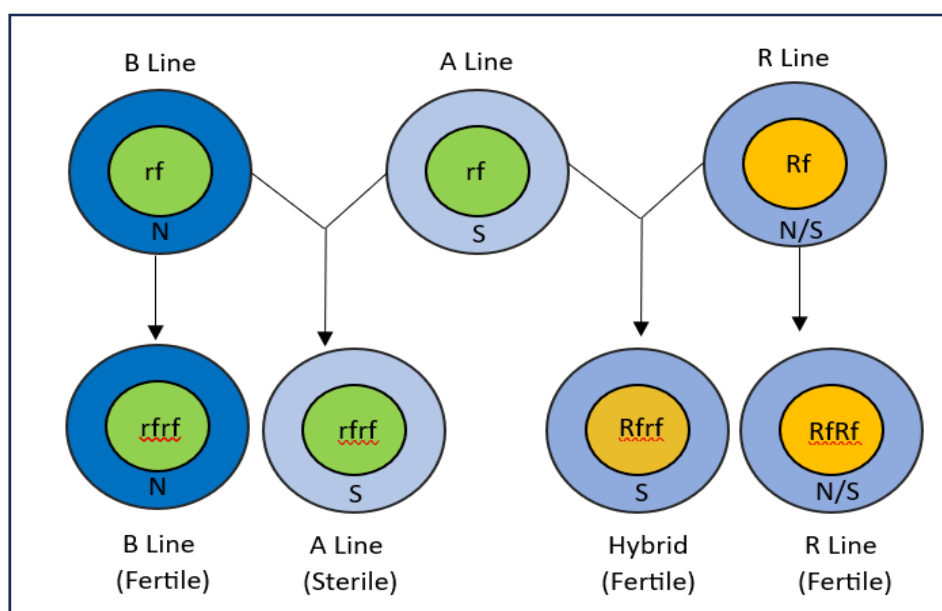 B Line
A Line
R Line
rf
rf
Rf
N
S
N/S
rfrf
rfrf
Rfrf
RfRf
N
S
S
N/S
B Line
(Fertile)
A Line
(Sterile)
Hybrid
(Fertile)
R Line
(Fertile)